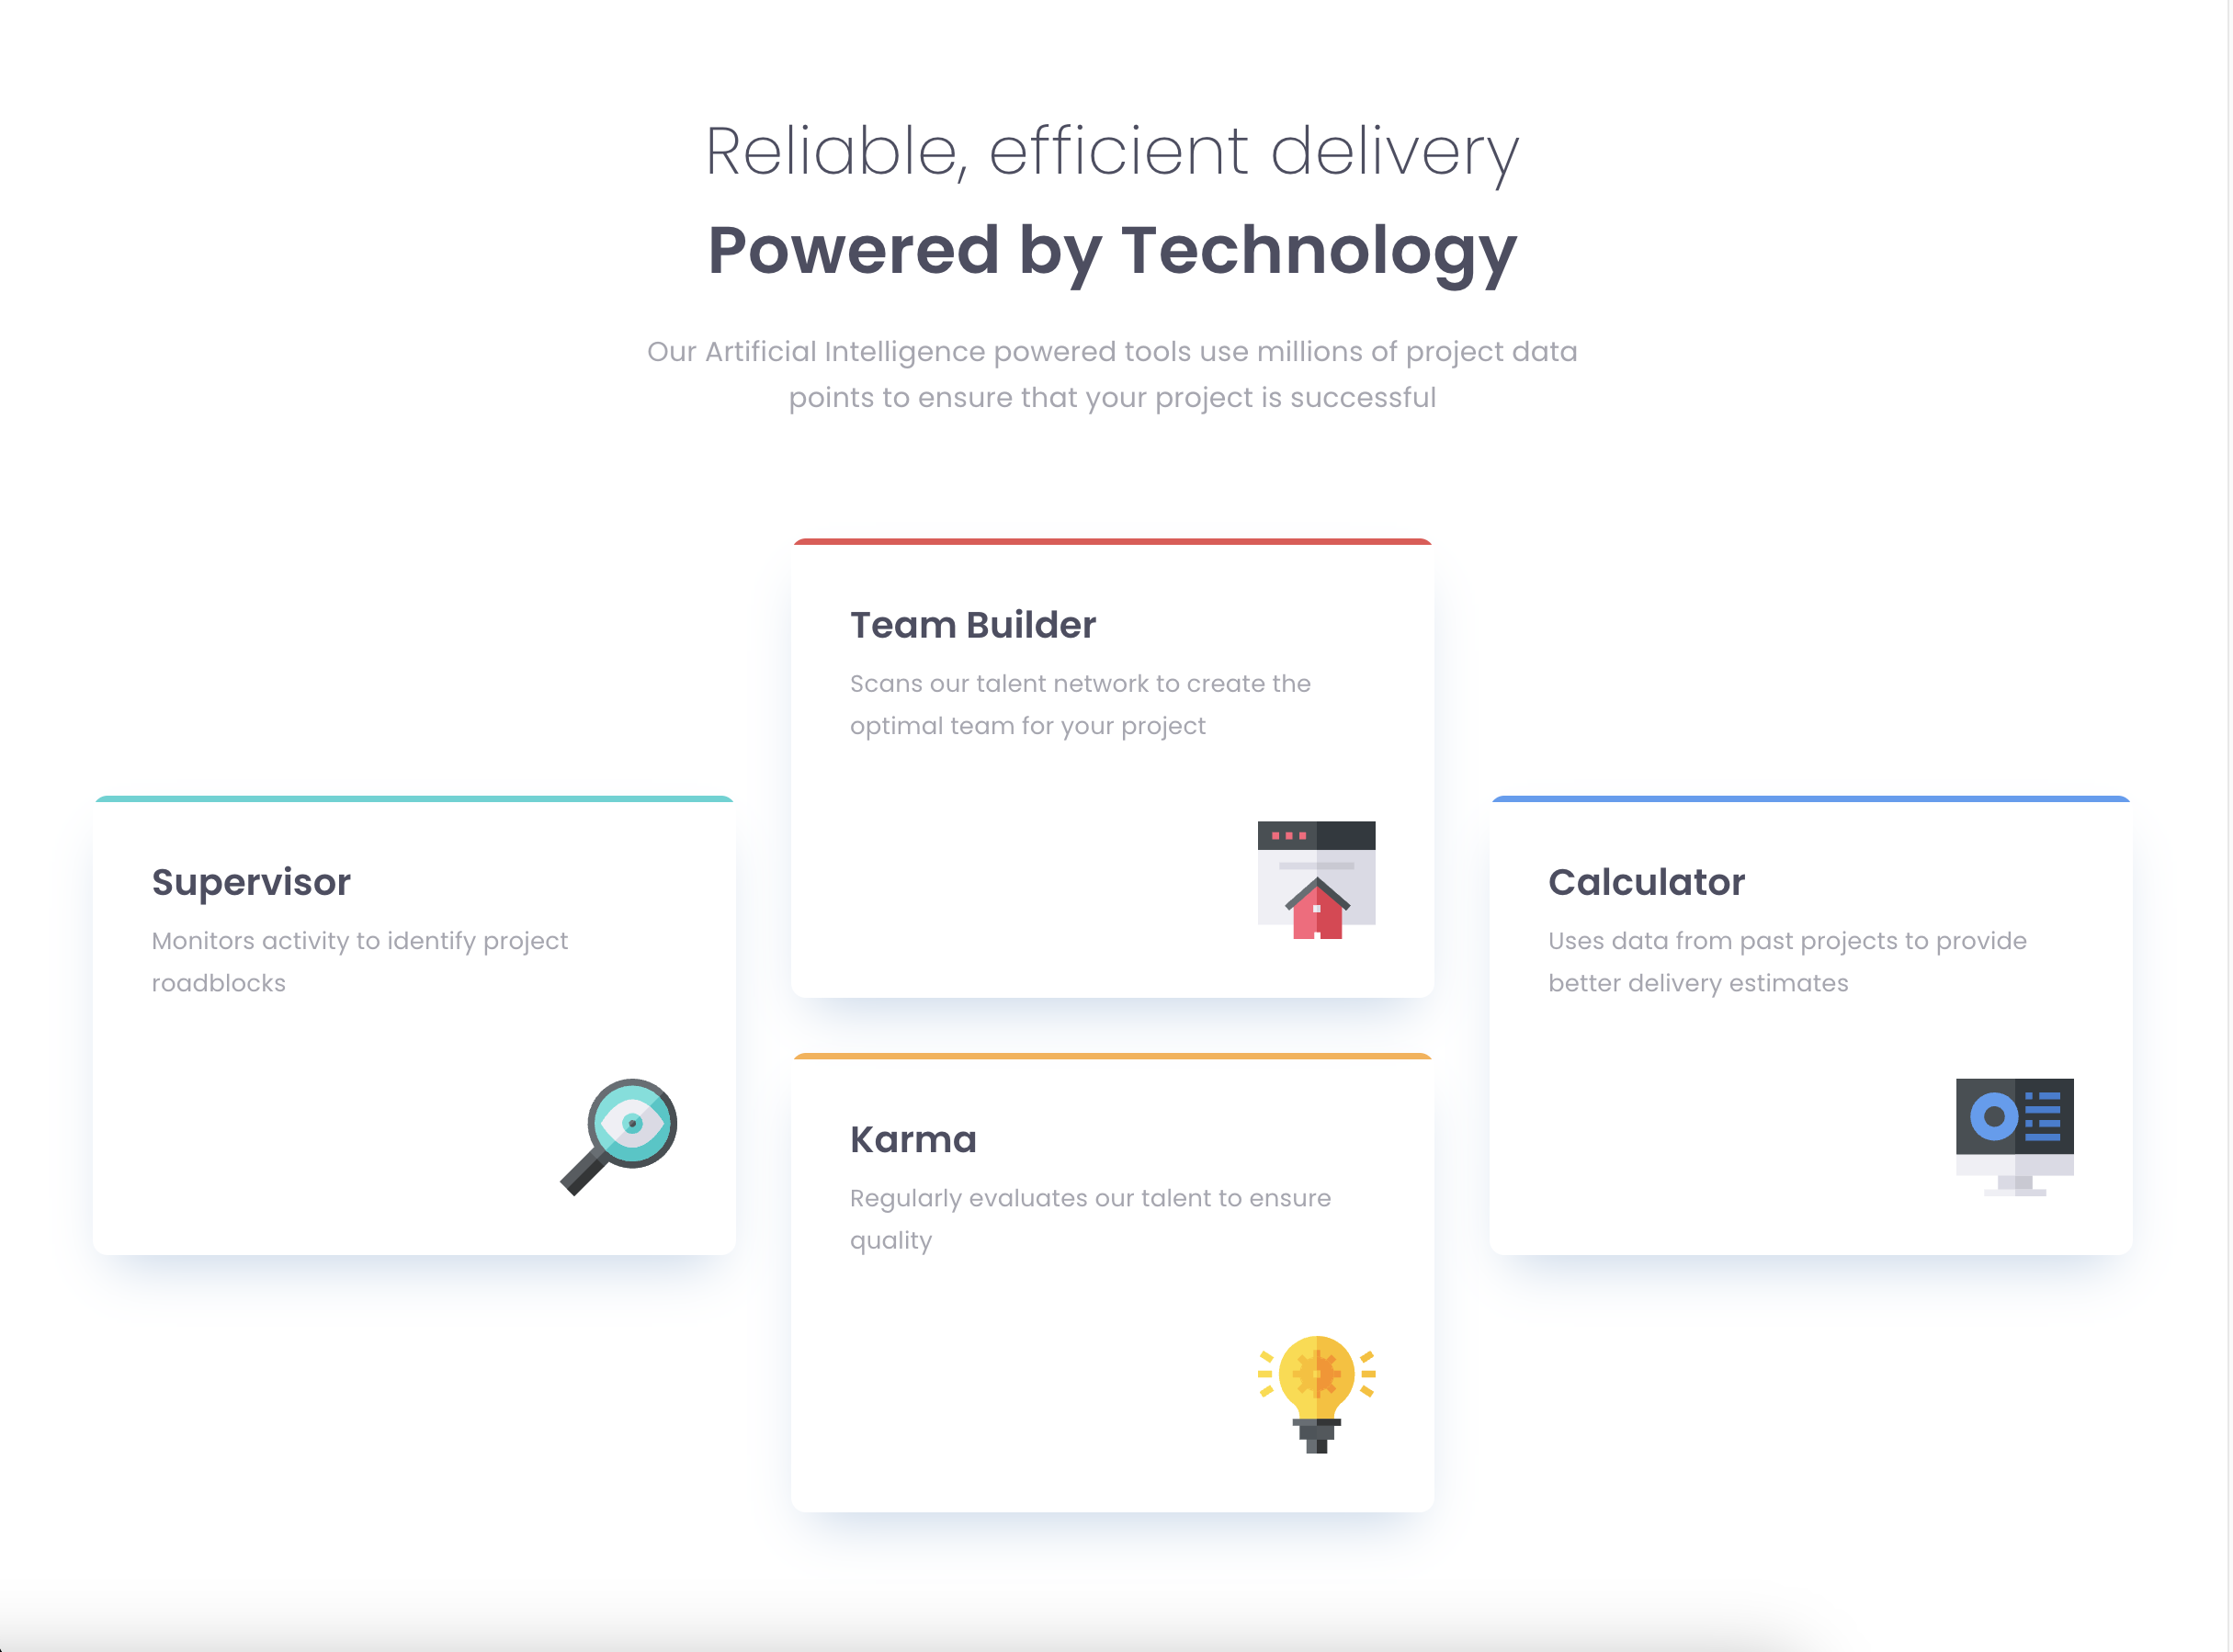 Reliable, efficient delivery
Powered by Technology
Our Artificial Intelligence powered tools use millions of project data
points to ensure that your project is successful
Team Builder
Scans our talent network to create the
optimal team for your project
Supervisor
Monitors activity to identify project
roadblocks
Calculator
Uses data from past projects to provide
better delivery estimates
Karma
Regularly evaluates our talent to ensure
quality